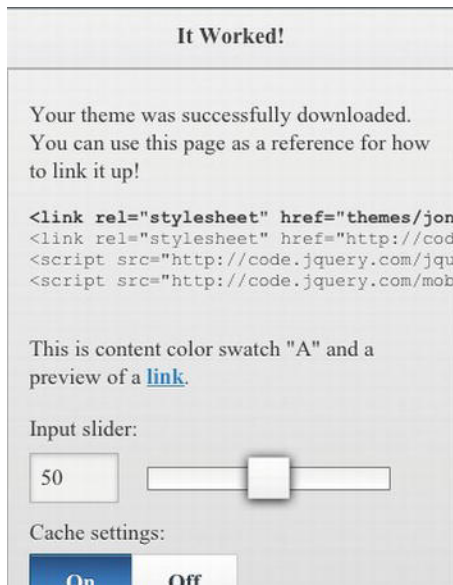 It Worked!
Your theme was successfully downloaded.
You can use this page as a reference for how
to link it up!
<link rel="stylesheet" href="themes/jon
<link rel="stylesheet" href="http://cod
<script src="http://code.jquery.com/jqu
<script src="http://code.jquery.com/mob
This is content color swatch "A" and a
preview of a link.
Input slider:
50
Cache settings:
On Off